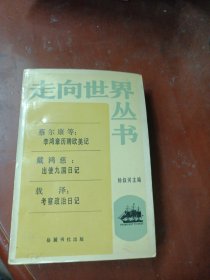 走向世界
丛书
蔡尔康等：
李鸿章历聘欧美记
戴鸿慈：
出使九国日记
载泽：
考察政治日记
钟叔河主编
岳麓书社出版